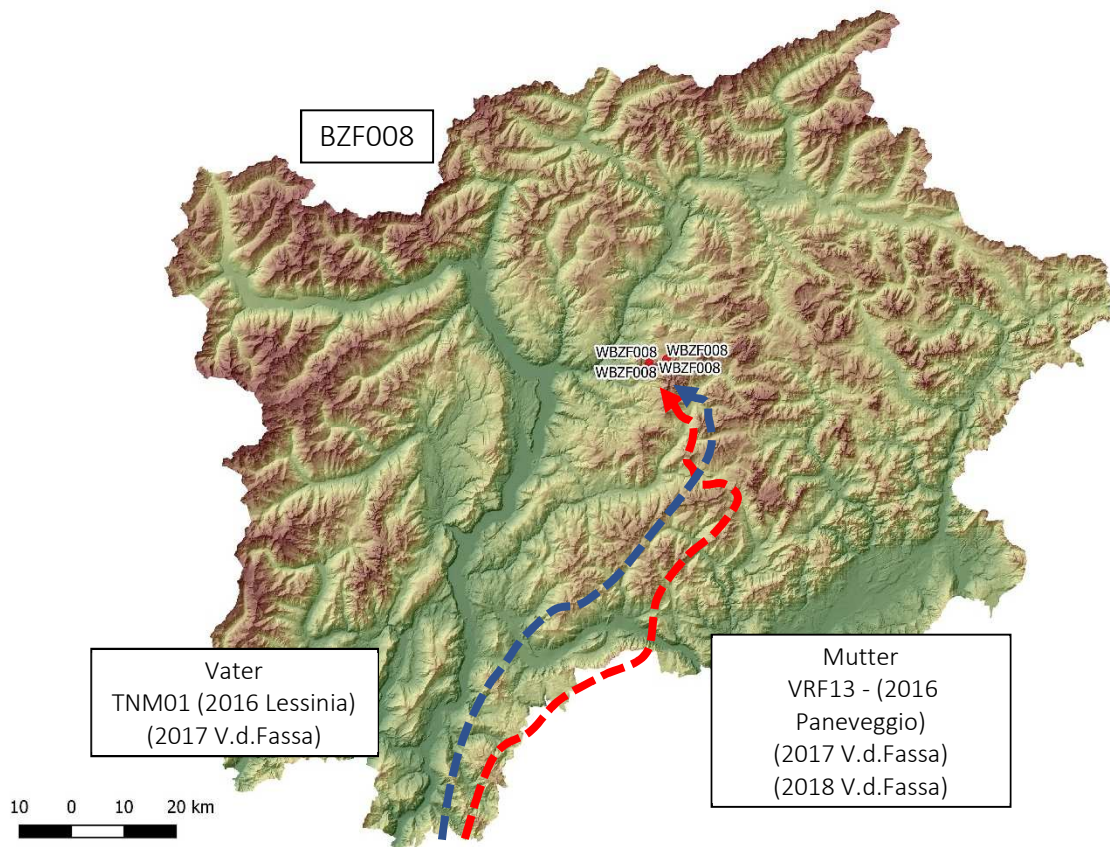 BZF008
WBZF008 WBZF008
WBZF008 WBZF008
Vater
TNM01 (2016 Lessinia)
(2017 V.d.Fassa)
Mutter
VRF13 - (2016
Paneveggio)
(2017 V.d.Fassa)
(2018 V.d.Fassa)
10 0 10 20 km